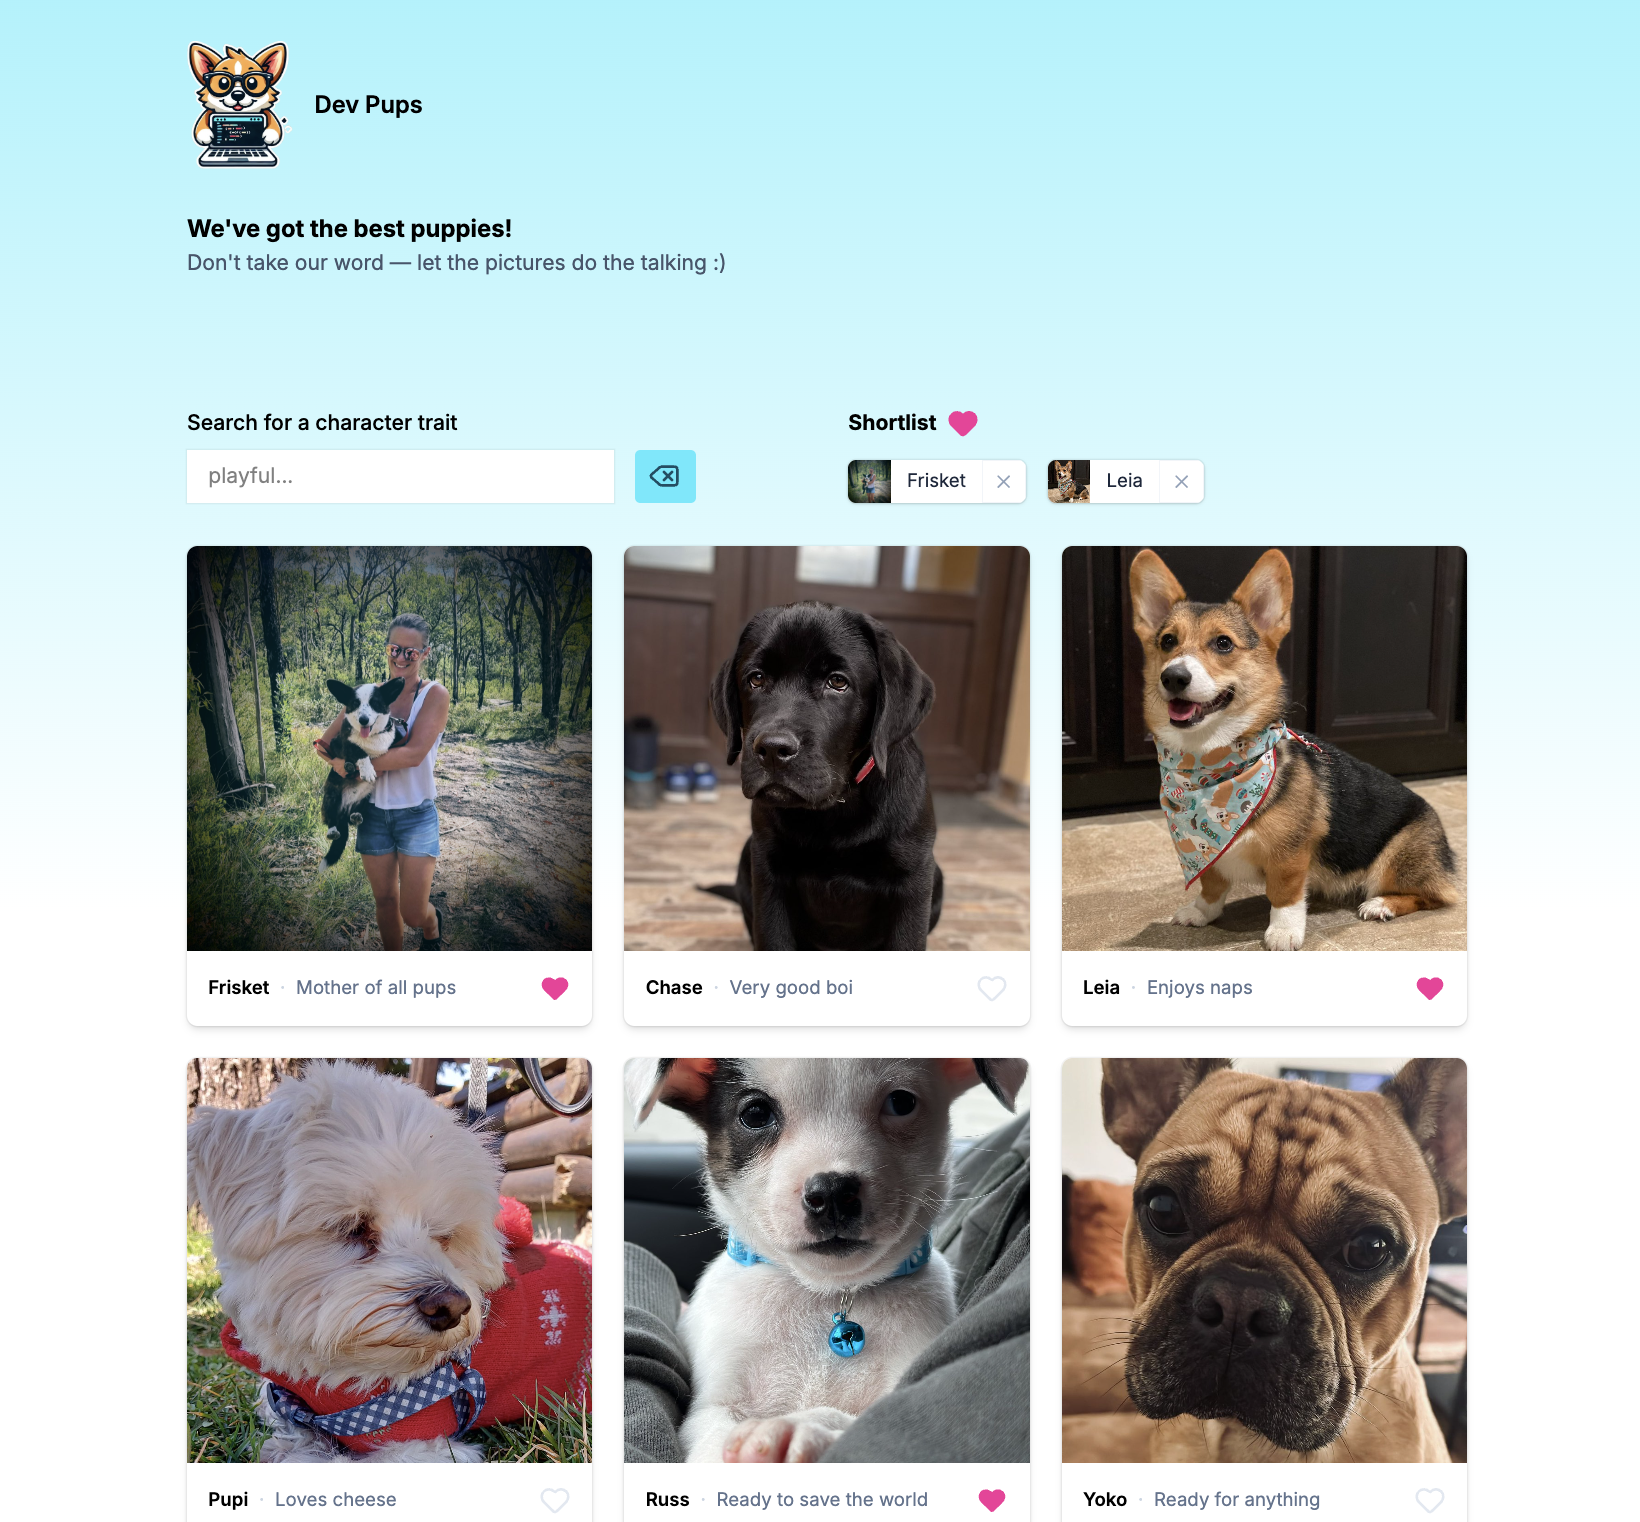 Dev Pups
We've got the best puppies!
Don't take our word — let the pictures do the talking :)
Search for a character trait
playful...
Shortlist
Frisket
Leia
Frisket · Mother of all pups
Chase · Very good boi
Leia · Enjoys naps
Pupi · Loves cheese
Russ · Ready to save the world
Yoko · Ready for anything